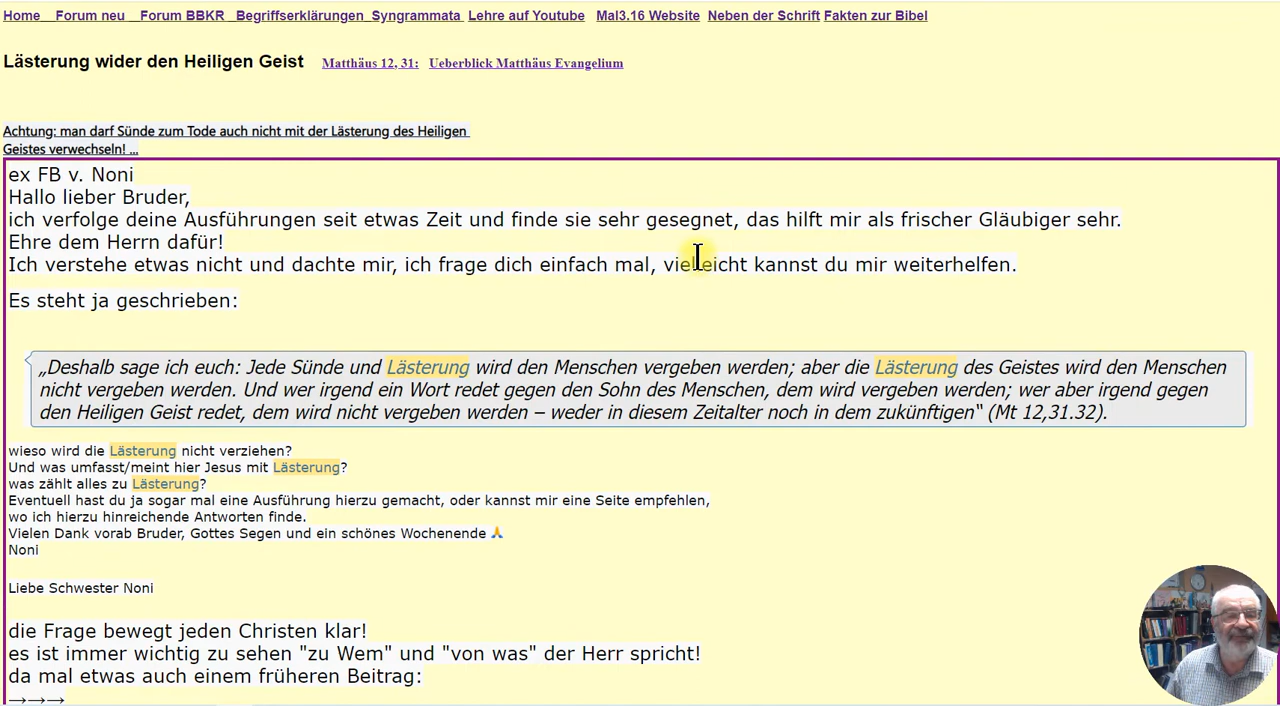 Home Forum neu Forum BBKR Begriffserklärungen Syngrammata Lehre auf Youtube Mal3.16 Website Neben der Schrift Fakten zur Bibel
Lästerung wider den Heiligen Geist Matthäus 12, 31: Ueberblick Matthäus Evangelium
Achtung: man darf Sünde zum Tode auch nicht mit der Lästerung des Heiligen
Geistes verwechseln! ...
ex FB v. Noni
Hallo lieber Bruder,
ich verfolge deine Ausführungen seit etwas Zeit und finde sie sehr gesegnet, das hilft mir als frischer Gläubiger sehr.
Ehre dem Herrn dafür!
Ich verstehe etwas nicht und dachte mir, ich frage dich einfach mal, vielleicht kannst du mir weiterhelfen.
Es steht ja geschrieben:
„Deshalb sage ich euch: Jede Sünde und Lästerung wird den Menschen vergeben werden; aber die Lästerung des Geistes wird den Menschen
nicht vergeben werden. Und wer irgend ein Wort redet gegen den Sohn des Menschen, dem wird vergeben werden; wer aber irgend gegen
den Heiligen Geist redet, dem wird nicht vergeben werden – weder in diesem Zeitalter noch in dem zukünftigen“ (Mt 12,31.32).
wieso wird die Lästerung nicht verziehen?
Und was umfasst/meint hier Jesus mit Lästerung?
was zählt alles zu Lästerung?
Eventuell hast du ja sogar mal eine Ausführung hierzu gemacht, oder kannst mir eine Seite empfehlen,
wo ich hierzu hinreichende Antworten finde.
Vielen Dank vorab Bruder, Gottes Segen und ein schönes Wochenende 🙏
Noni
Liebe Schwester Noni
die Frage bewegt jeden Christen klar!
es ist immer wichtig zu sehen "zu Wem" und "von was" der Herr spricht!
da mal etwas auch einem früheren Beitrag:
→→→